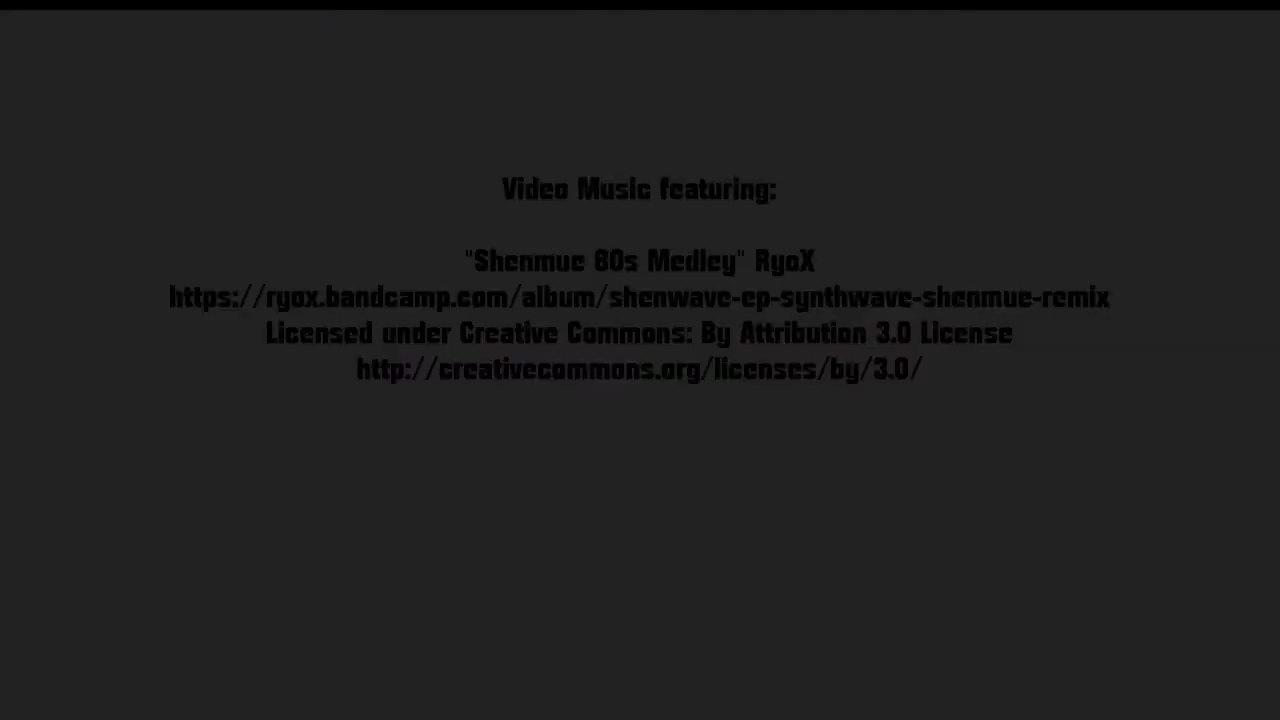 Video Music featuring:
"Shenmue 80s Medley" RyoX
https://ryox.bandcamp.com/album/shenwave-ep-synthwave-shenmue-remix
Licensed under Creative Commons: By Attribution 3.0 License
http://creativecommons.org/licenses/by/3.0/